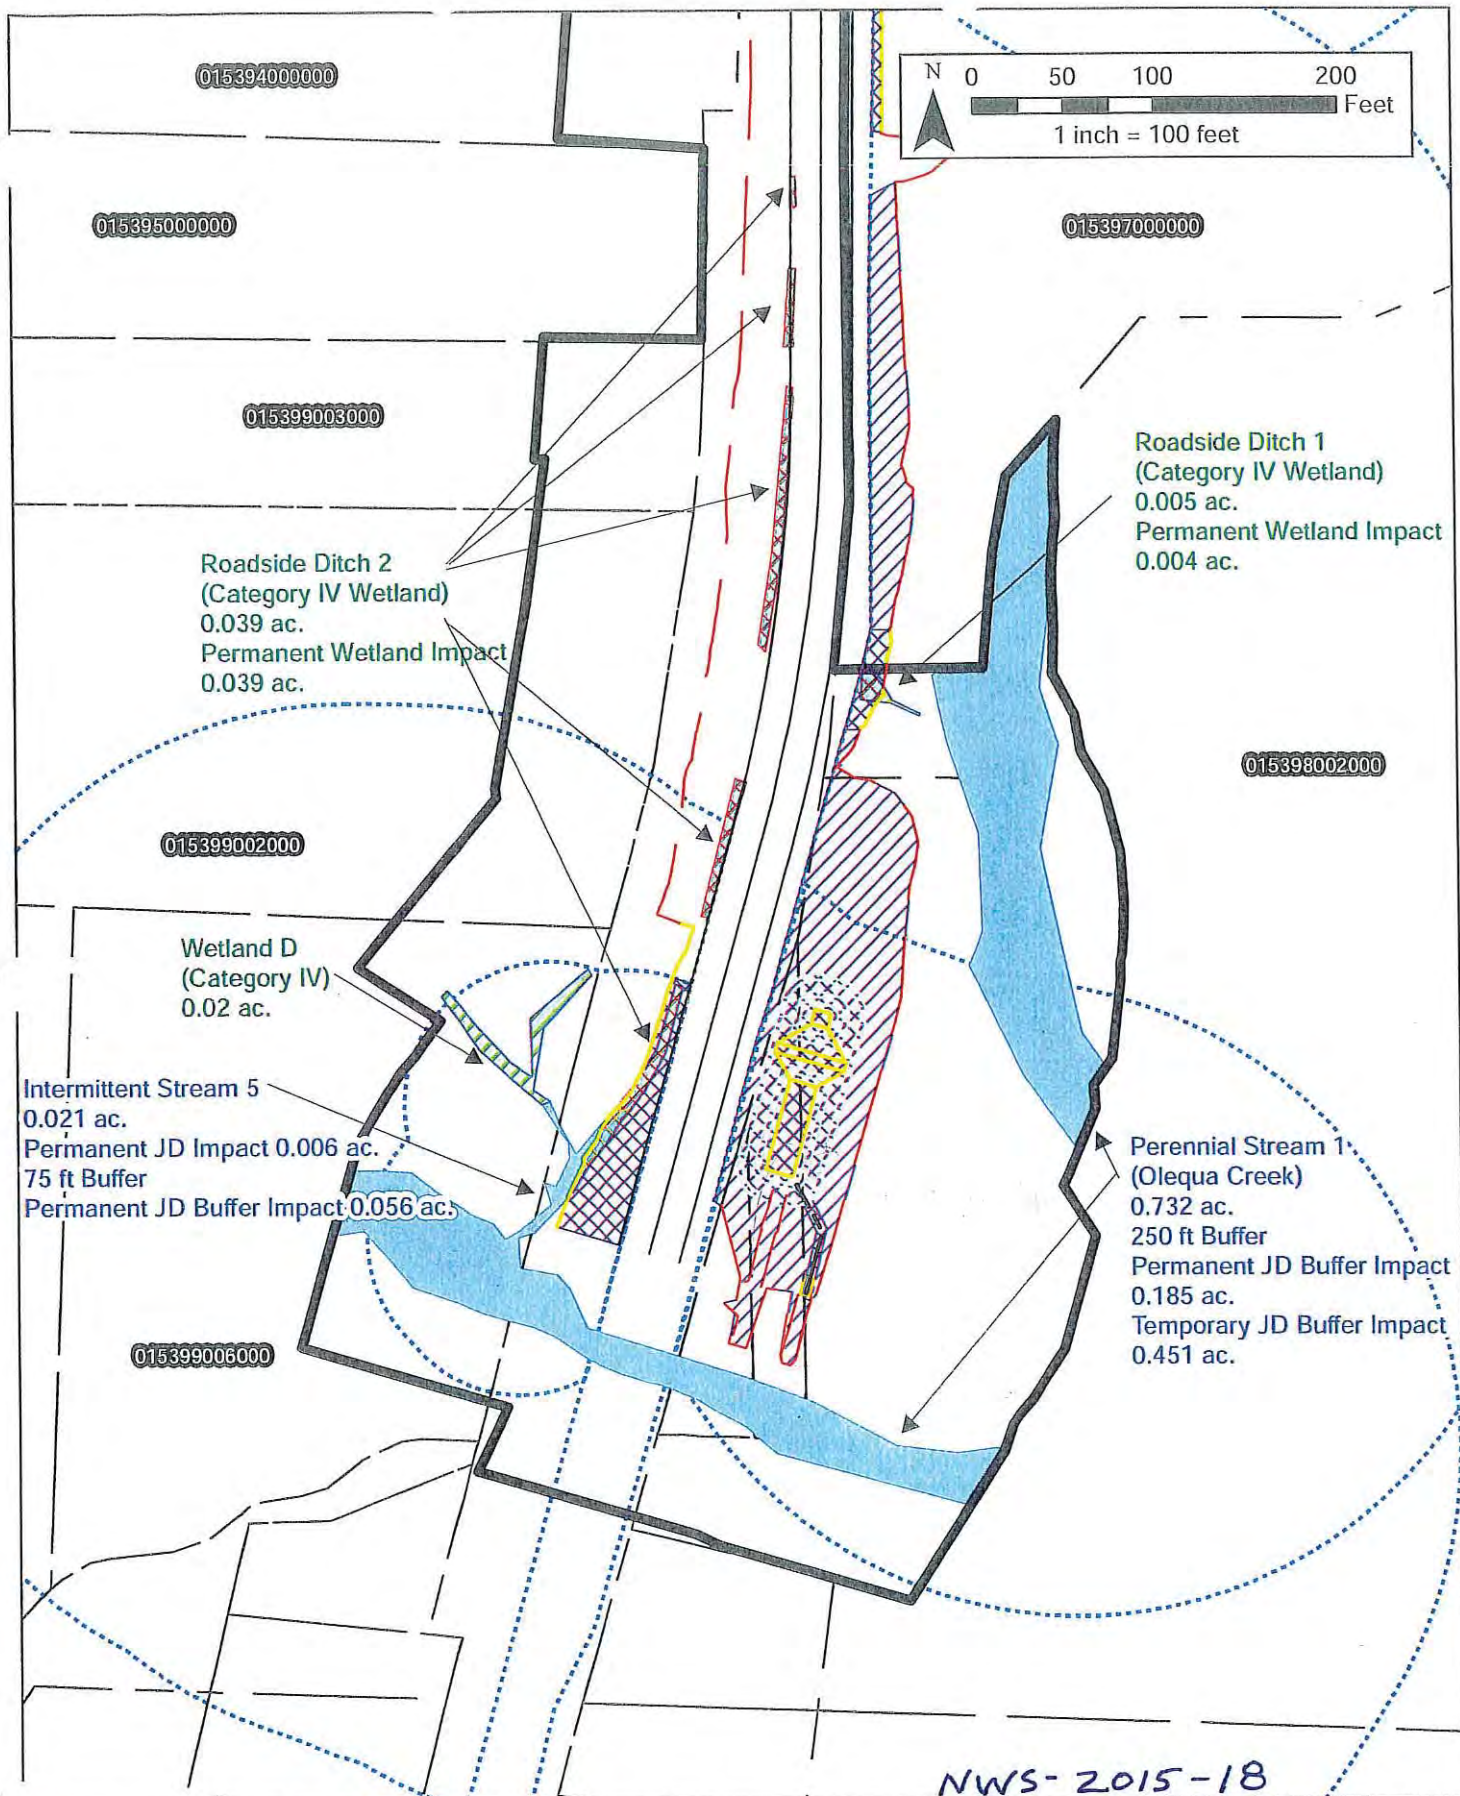 015394000000
N 0 50 100 200
Feet
1 inch = 100 feet
015395000000
015397000000
015399003000
Roadside Ditch 1
(Category IV Wetland)
0.005 ac.
Permanent Wetland Impact
0.004 ac.
Roadside Ditch 2
(Category IV Wetland)
0.039 ac.
Permanent Wetland Impact
0.039 ac.
015398002000
015399002000
Wetland D
(Category IV)
0.02 ac.
Intermittent Stream 5
0.021 ac.
Permanent JD Impact 0.006 ac.
75 ft Buffer
Permanent JD Buffer Impact 0.056 ac.
Perennial Stream 1
(Olequa Creek)
0.732 ac.
250 ft Buffer
Permanent JD Buffer Impact
0.185 ac.
Temporary JD Buffer Impact
0.451 ac.
015399006000
NWS-2015-18